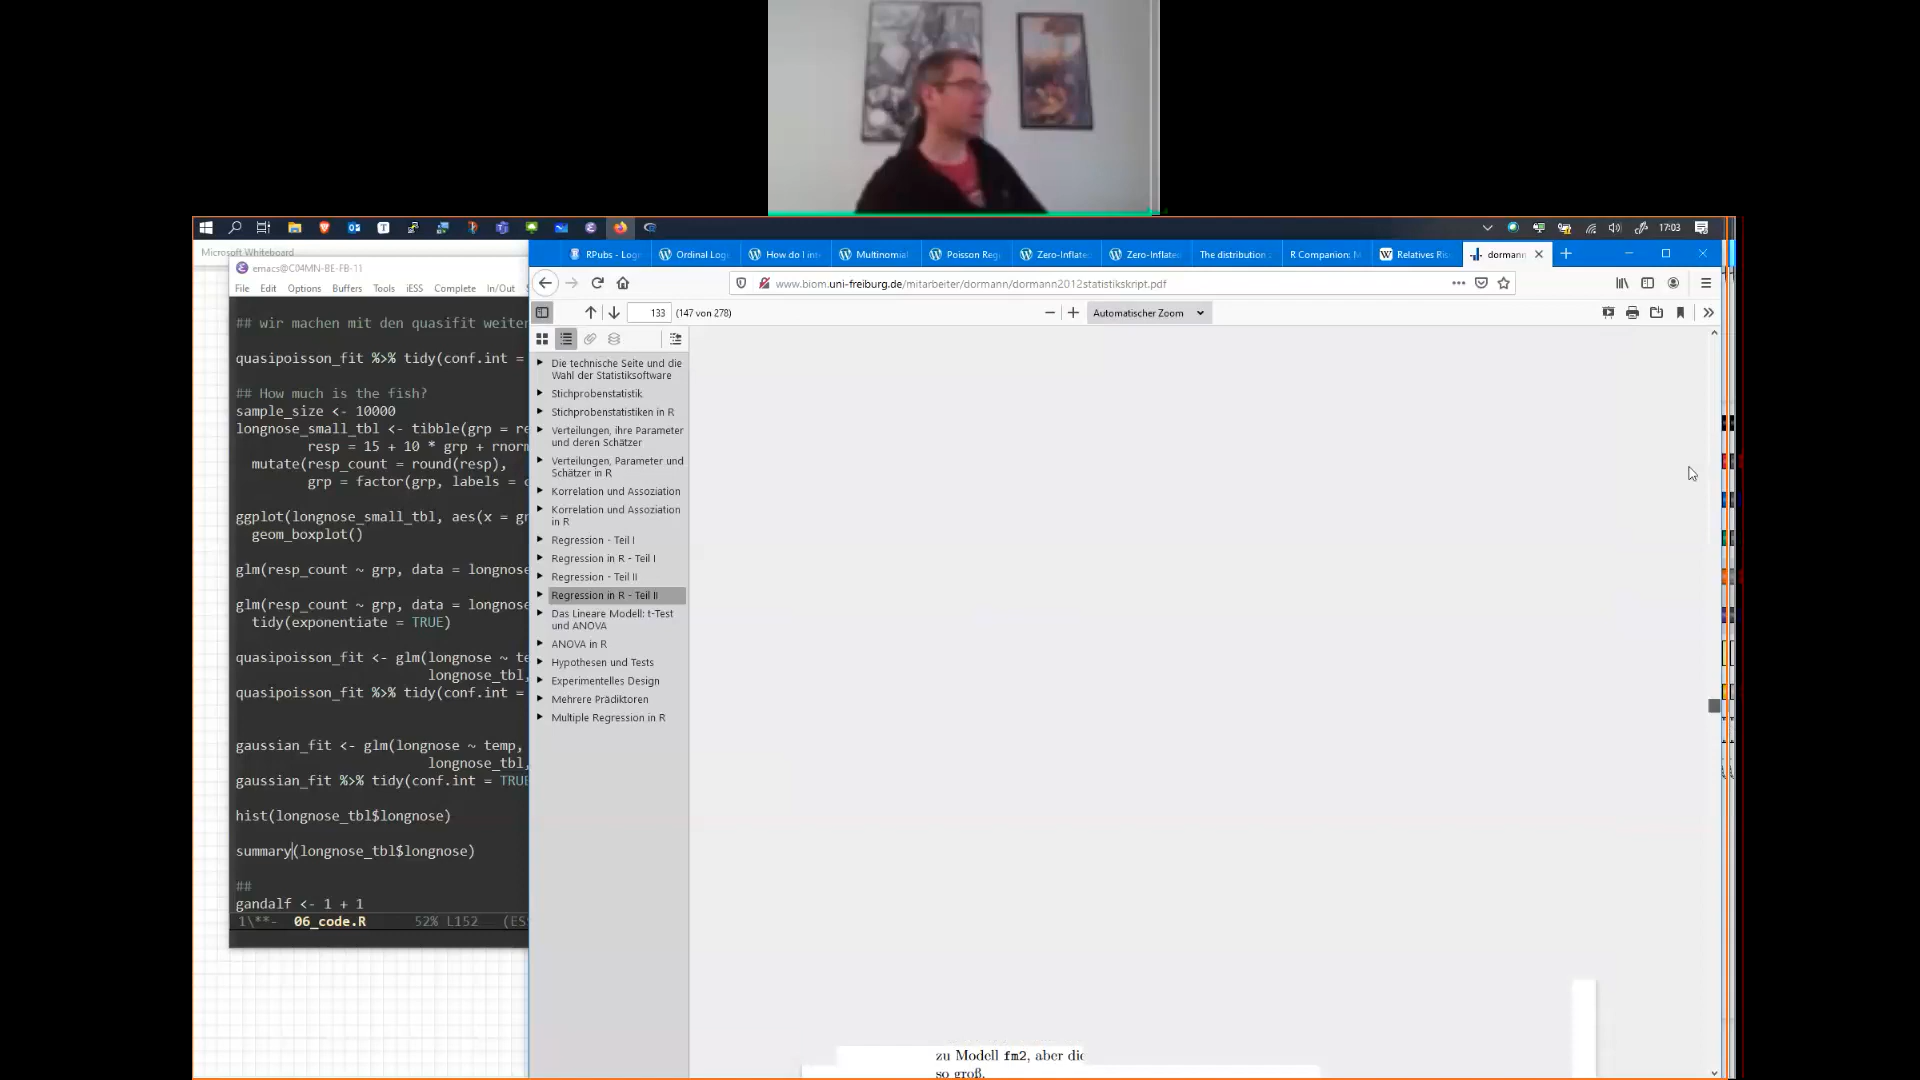 17:03
Microsoft Whiteboard
emacs@C04MN-BE-FB-11
File Edit Options Buffers Tools iESS Complete In/Out
## wir machen mit den quasifit weiter
quasipoisson_fit %>% tidy(conf.int =
## How much is the fish?
sample_size <- 10000
longnose_small_tbl <- tibble(grp = re
resp = 15 + 10 * grp + rnorm
mutate(resp_count = round(resp),
grp = factor(grp, labels = c
ggplot(longnose_small_tbl, aes(x = gr
geom_boxplot()
glm(resp_count ~ grp, data = longnose
glm(resp_count ~ grp, data = longnose
tidy(exponentiate = TRUE)
quasipoisson_fit <- glm(longnose ~ te
longnose_tbl,
quasipoisson_fit %>% tidy(conf.int =
gaussian_fit <- glm(longnose ~ temp,
longnose_tbl,
gaussian_fit %>% tidy(conf.int = TRUE
hist(longnose_tbl$longnose)
summary(longnose_tbl$longnose)
##
gandalf <- 1 + 1
1\**- 06_code.R 52% L152 (ES
RPubs - Log
Ordinal Log
How do I int
Multinomial
Poisson Reg
Zero-Inflate
Zero-Inflate
The distribution
R Companion: M
Relatives Ris
dormann
www.biom.uni-freiburg.de/mitarbeiter/dormann/dormann2012statistikskript.pdf
133 (147 von 278)
Automatischer Zoom
Die technische Seite und die
Wahl der Statistiksoftware
Stichprobenstatistik
Stichprobenstatistiken in R
Verteilungen, ihre Parameter
und deren Schätzer
Verteilungen, Parameter und
Schätzer in R
Korrelation und Assoziation
Korrelation und Assoziation
in R
Regression - Teil I
Regression in R - Teil I
Regression - Teil II
Regression in R - Teil II
Das Lineare Modell: t-Test
und ANOVA
ANOVA in R
Hypothesen und Tests
Experimentelles Design
Mehrere Prädiktoren
Multiple Regression in R
zu Modell fm2, aber die
so groß.